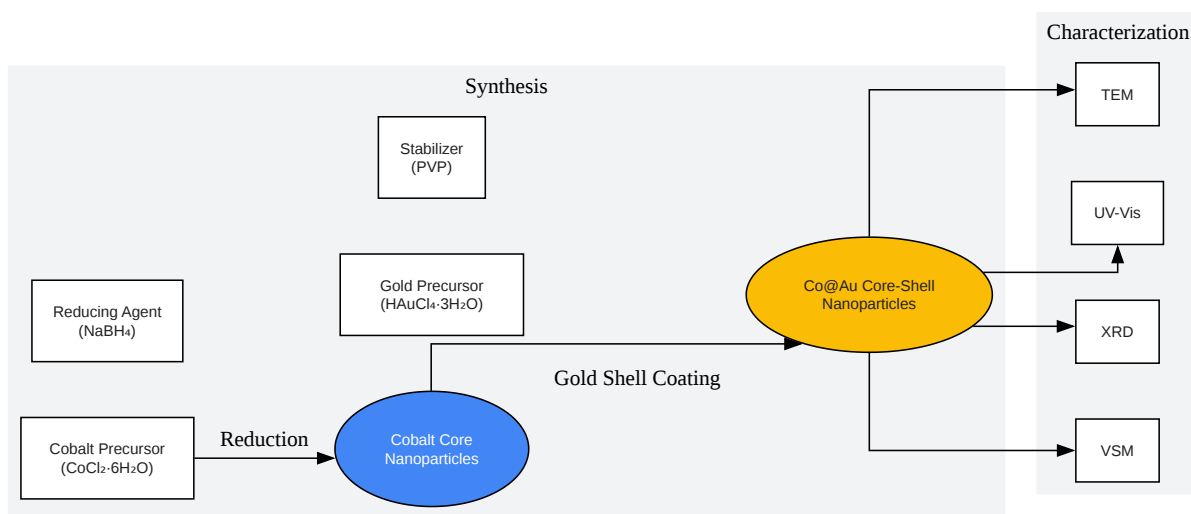 Characterization
Synthesis
TEM
Stabilizer
(PVP)
UV-Vis
Gold Precursor
(HAuCl₄·3H₂O)
Co@Au Core-Shell
Nanoparticles
Reducing Agent
(NaBH₄)
XRD
Gold Shell Coating
Cobalt Precursor
(CoCl₂·6H₂O)
Reduction
Cobalt Core
Nanoparticles
VSM